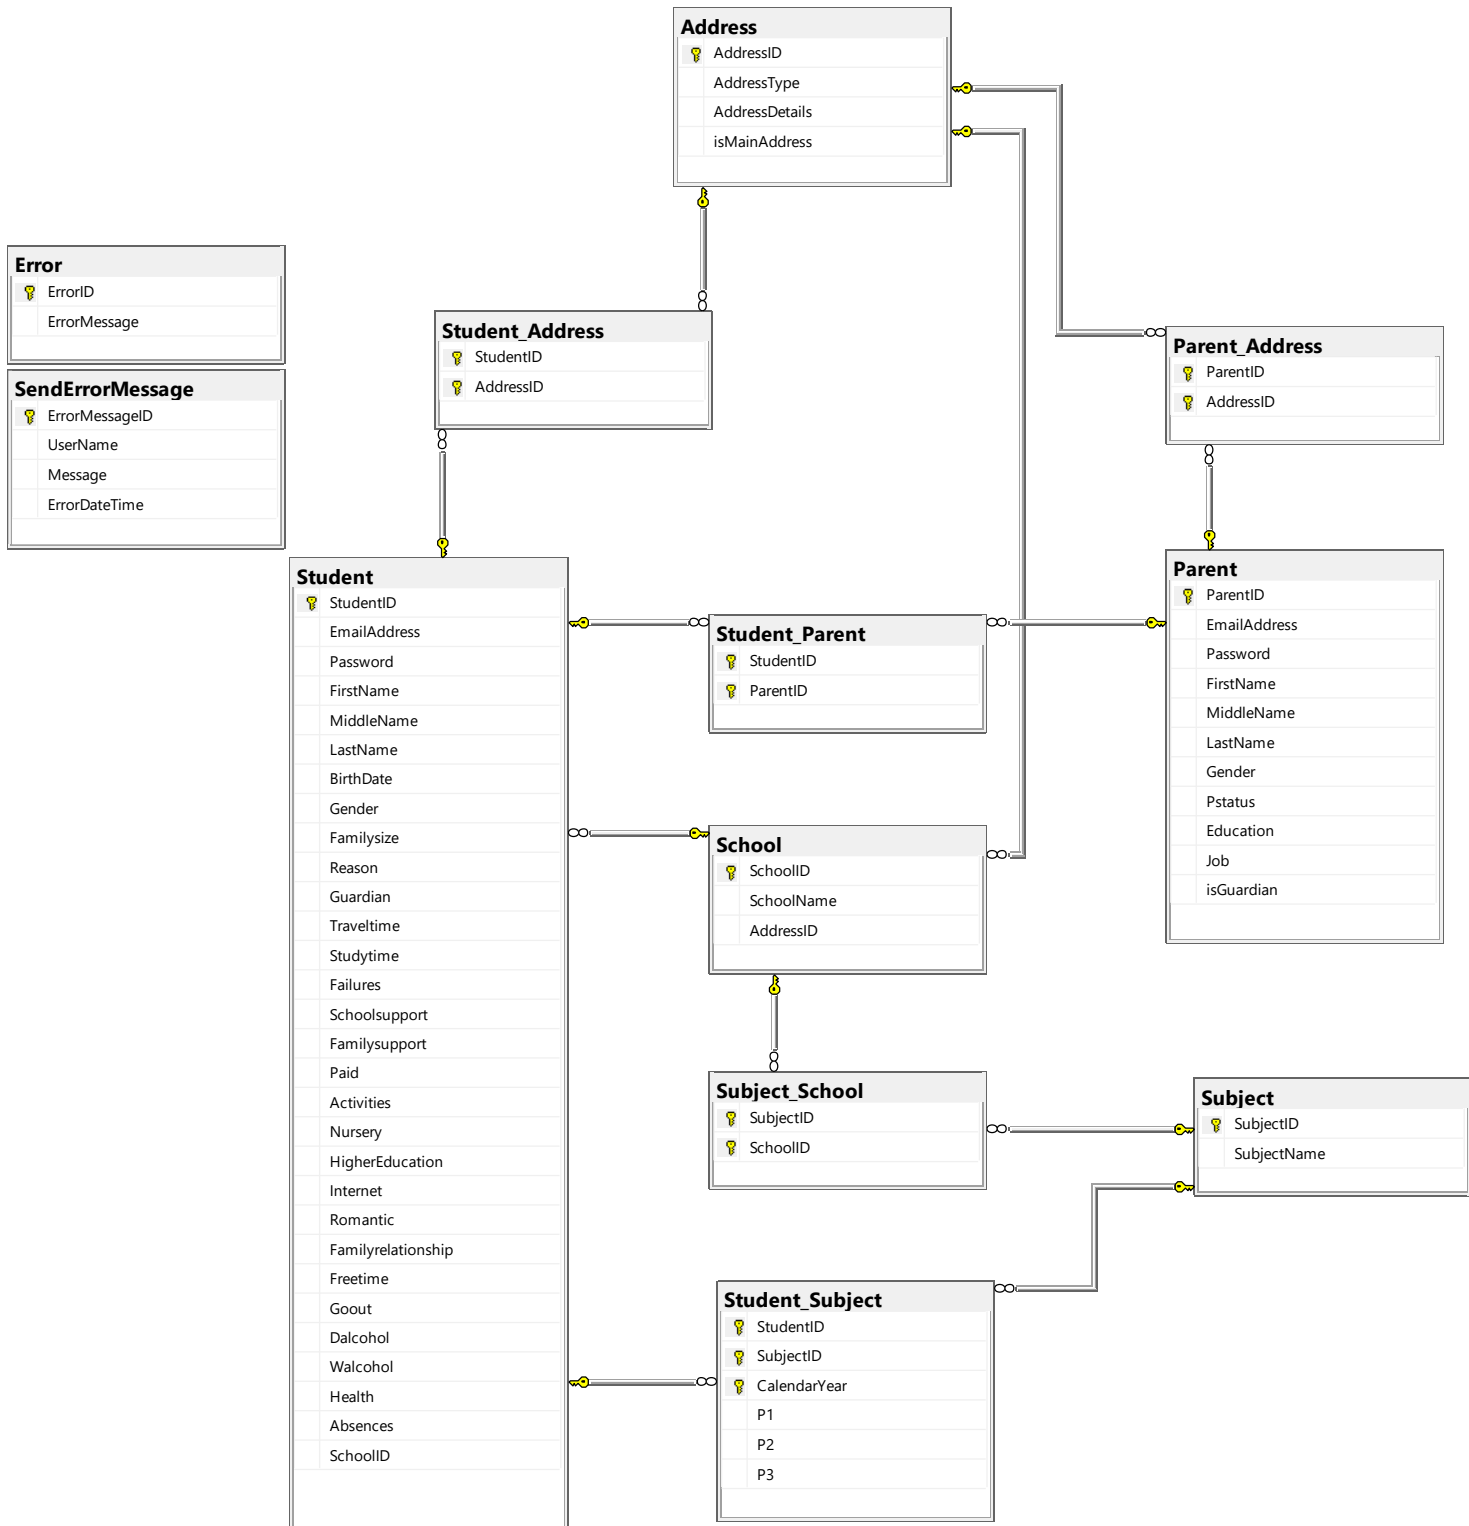 Address
AddressID
AddressType
AddressDetails
isMainAddress
Error
ErrorID
ErrorMessage
SendErrorMessage
ErrorMessageID
UserName
Message
ErrorDateTime
Student_Address
StudentID
AddressID
Parent_Address
ParentID
AddressID
Student
StudentID
EmailAddress
Password
FirstName
MiddleName
LastName
BirthDate
Gender
Familysize
Reason
Guardian
Traveltime
Studytime
Failures
Schoolsupport
Familysupport
Paid
Activities
Nursery
HigherEducation
Internet
Romantic
Familyrelationship
Freetime
Goout
Dalcohol
Walcohol
Health
Absences
SchoolID
Student_Parent
StudentID
ParentID
Parent
ParentID
EmailAddress
Password
FirstName
MiddleName
LastName
Gender
Pstatus
Education
Job
isGuardian
School
SchoolID
SchoolName
AddressID
Subject_School
SubjectID
SchoolID
Subject
SubjectID
SubjectName
Student_Subject
StudentID
SubjectID
CalendarYear
P1
P2
P3